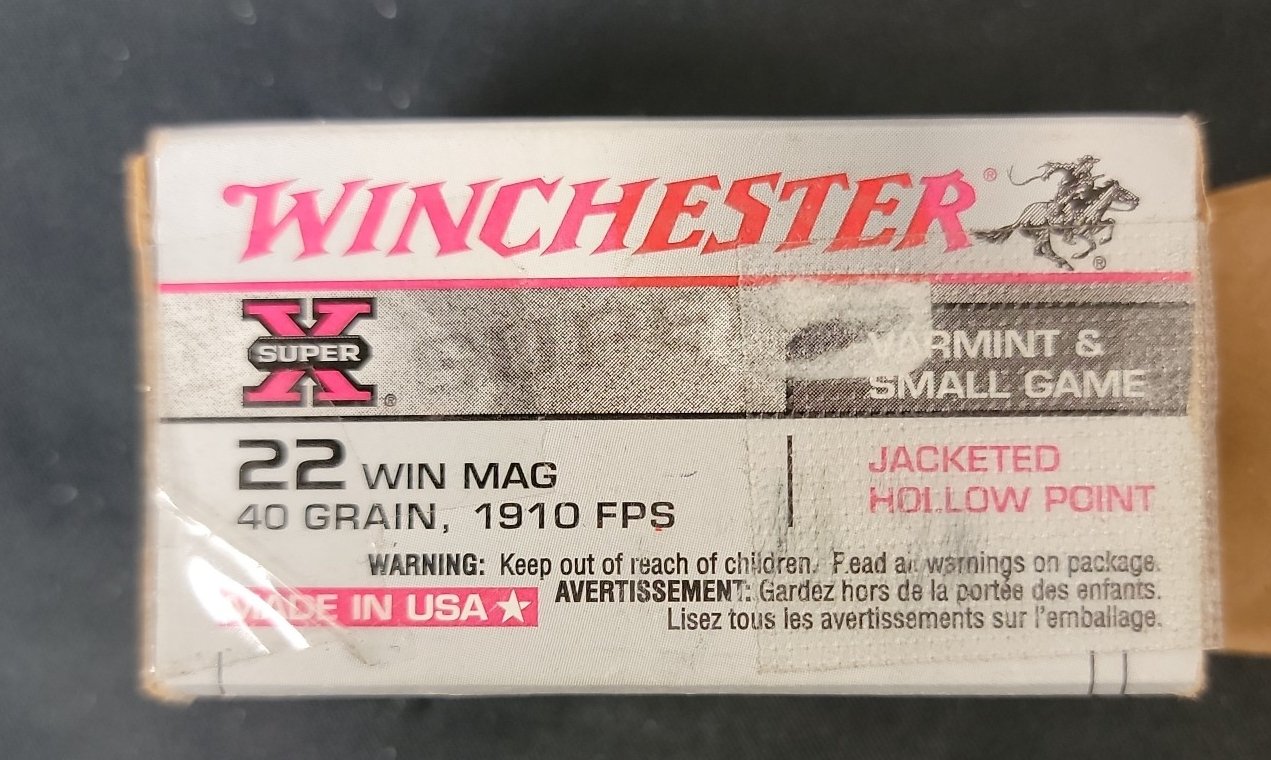 WINCHESTER®
®
SUPER X®
VARMINT &
SMALL GAME
22 WIN MAG
40 GRAIN, 1910 FPS
JACKETED
HOLLOW POINT
WARNING: Keep out of reach of children. Read all warnings on package.
AVERTISSEMENT: Gardez hors de la portée des enfants.
Lisez tous les avertissements sur l'emballage.
MADE IN USA ★